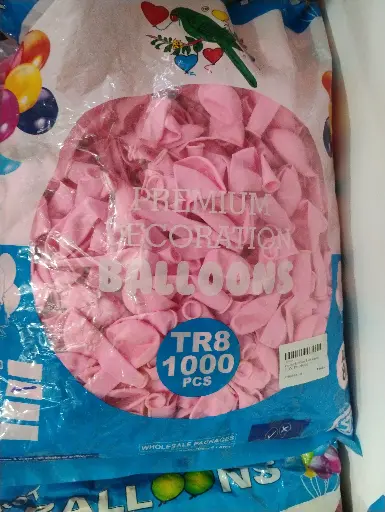 PREMIUM
DECORATION
BALLOONS
TR8
1000
PCS
WHOLESALE PACKAGES
BALLOONS